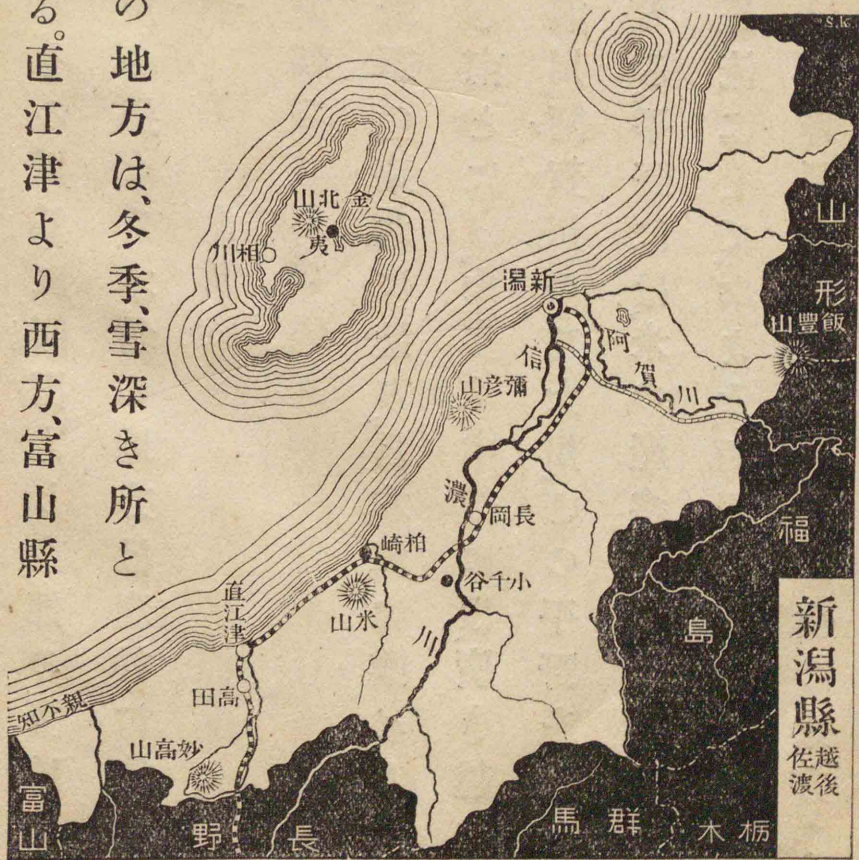 の地方は、冬季、雪深き所と
る。直江津より西方、富山縣
新潟縣
越後
佐渡
S.K.
山北金
夷
川相
潟新
信
濃
川
阿
賀
川
山豐飯
山彦彌
岡長
崎柏
谷千小
山米
直江津
田高
山高妙
知不親
山形
福島
富山
野長
馬群
木栃